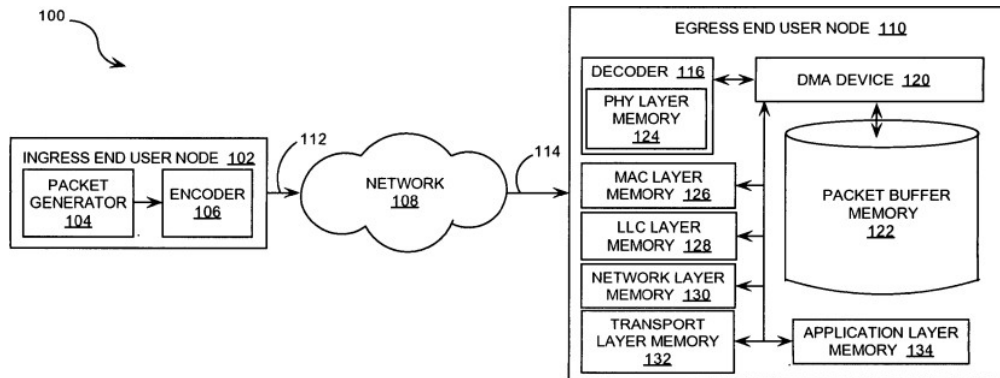 100
EGRESS END USER NODE 110
DECODER 116
DMA DEVICE 120
PHY LAYER
MEMORY
124
112
114
INGRESS END USER NODE 102
PACKET
GENERATOR
104
ENCODER
106
NETWORK
108
MAC LAYER
MEMORY 126
PACKET BUFFER
MEMORY
122
LLC LAYER
MEMORY 128
NETWORK LAYER
MEMORY 130
TRANSPORT
LAYER MEMORY
132
APPLICATION LAYER
MEMORY 134